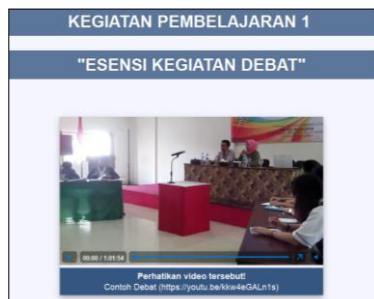 KEGIATAN PEMBELAJARAN 1
"ESENSI KEGIATAN DEBAT"
00:00 / 1:01:54
Perhatikan video tersebut!
Contoh Debat (https://youtu.be/kkw4eGALn1s)